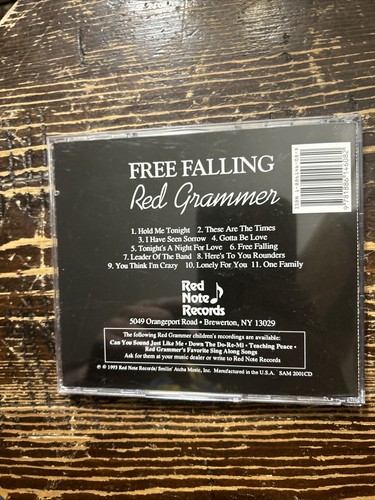 FREE FALLING
Red Grammer
1. Hold Me Tonight 2. These Are The Times
3. I Have Seen Sorrow 4. Gotta Be Love
5. Tonight's A Night For Love 6. Free Falling
7. Leader Of The Band 8. Here's To You Rounders
9. You Think I'm Crazy 10. Lonely For You 11. One Family
Red
Note
Records
5049 Orangeport Road • Brewerton, NY 13029
The following Red Grammer children's recordings are available:
Can You Sound Just Like Me • Down The Do-Re-Mi • Teaching Peace •
Red Grammer's Favorite Sing Along Songs
Ask for them at your music dealer or write to Red Note Records
℗ © 1993 Red Note Records/ Smilin' Atcha Music, Inc. Manufactured in the U.S.A. SAM 2001CD